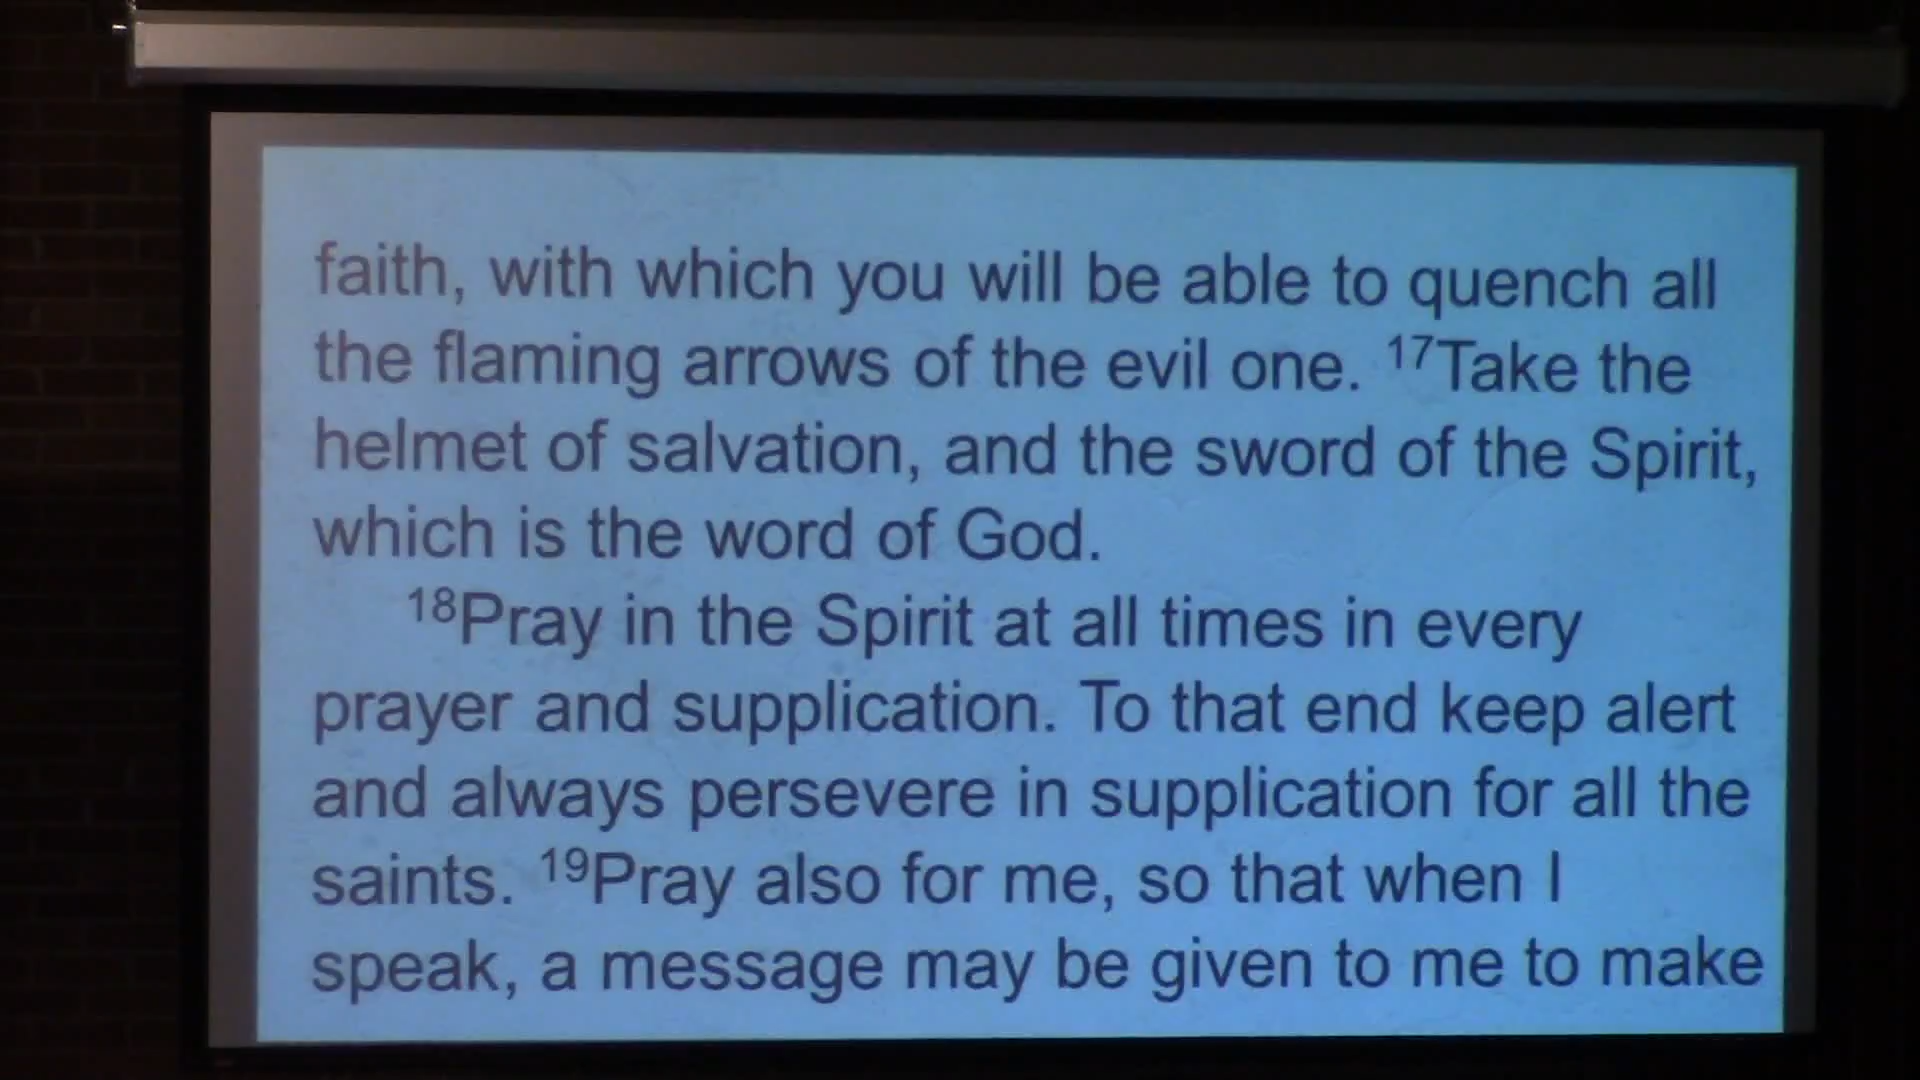 faith, with which you will be able to quench all
the flaming arrows of the evil one. 17Take the
helmet of salvation, and the sword of the Spirit,
which is the word of God.
18Pray in the Spirit at all times in every
prayer and supplication. To that end keep alert
and always persevere in supplication for all the
saints. 19Pray also for me, so that when I
speak, a message may be given to me to make